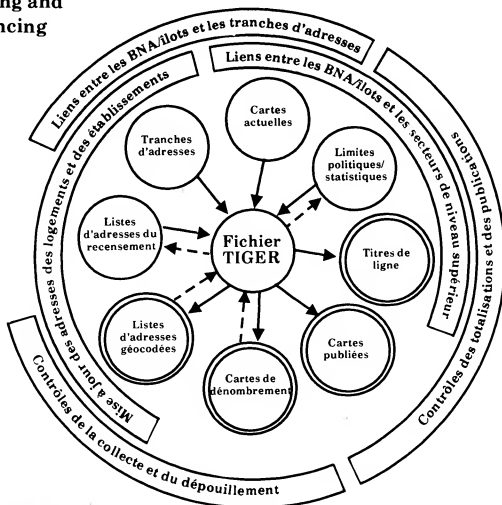 ng and
ncing
Liens entre les BNA/îlots et les tranches d'adresses
Liens entre les BNA/îlots et les secteurs de niveau supérieur
Mise à jour des adresses des logements et des établissements
Contrôles des totalisations et des publications
Contrôles de la collecte et du dépouillement
Cartes
actuelles
Tranches
d'adresses
Limites
politiques/
statistiques
Listes
d'adresses du
recensement
Fichier
TIGER
Titres de
ligne
Listes
d'adresses
géocodées
Cartes de
dénombrement
Cartes
publiées